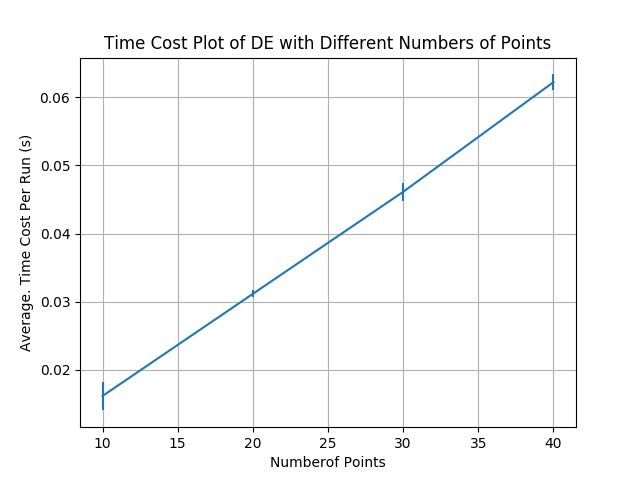 Time Cost Plot of DE with Different Numbers of Points
Average. Time Cost Per Run (s)
0.06
0.05
0.04
0.03
0.02
10 15 20 25 30 35 40
Numberof Points